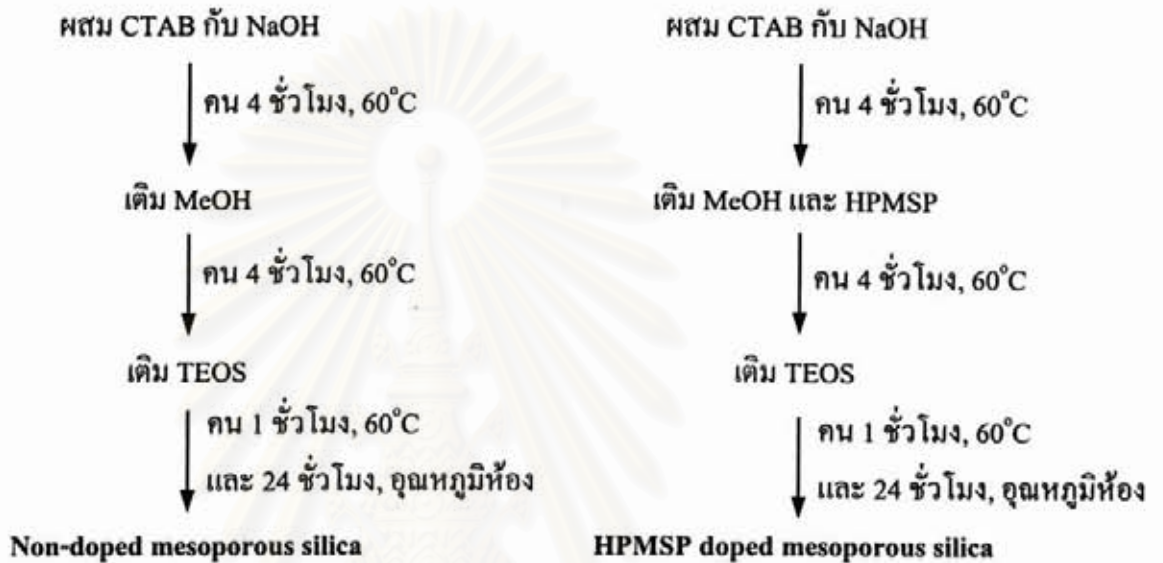 ผสม CTAB กับ NaOH
คน 4 ชั่วโมง, 60°C
เติม MeOH
คน 4 ชั่วโมง, 60°C
เติม TEOS
คน 1 ชั่วโมง, 60°C
และ 24 ชั่วโมง, อุณหภูมิห้อง
Non-doped mesoporous silica
ผสม CTAB กับ NaOH
คน 4 ชั่วโมง, 60°C
เติม MeOH และ HPMSP
คน 4 ชั่วโมง, 60°C
เติม TEOS
คน 1 ชั่วโมง, 60°C
และ 24 ชั่วโมง, อุณหภูมิห้อง
HPMSP doped mesoporous silica